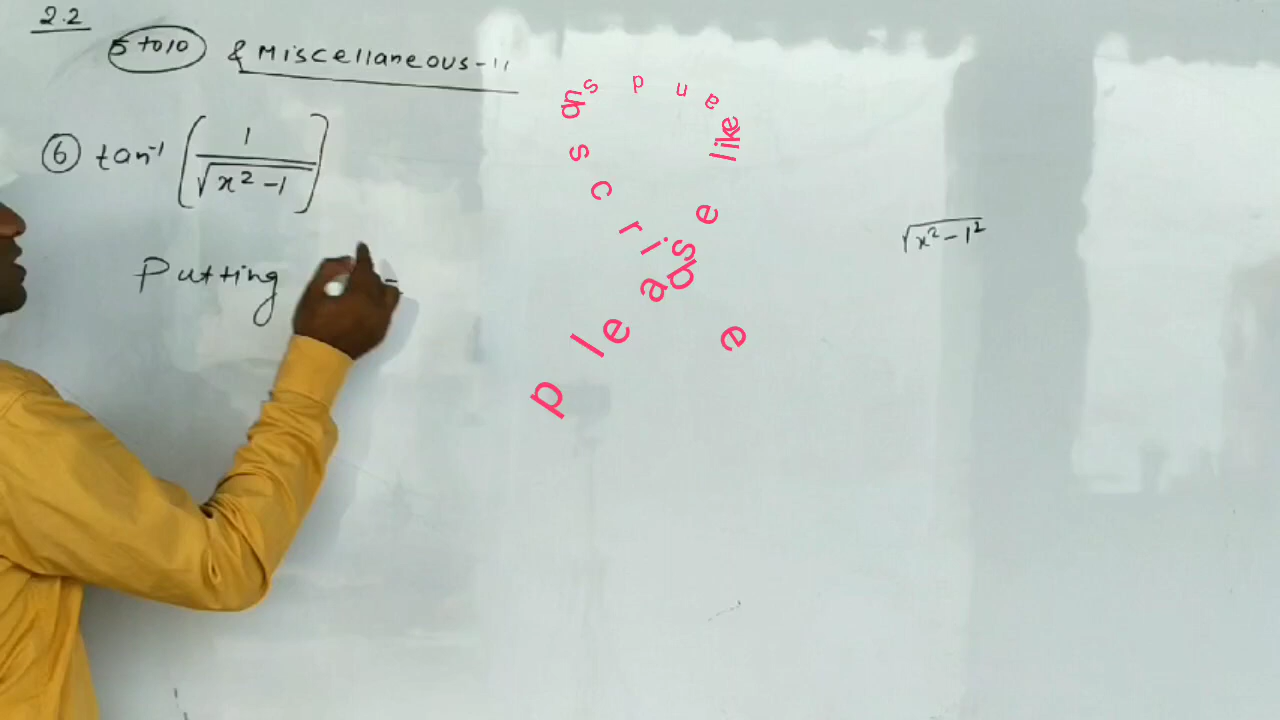 2.2
5 to 10 & Miscellaneous-11
⑥ tan⁻¹ [1/√(x²-1)]
Putting =
√(x²-1²)
please like and subscribe